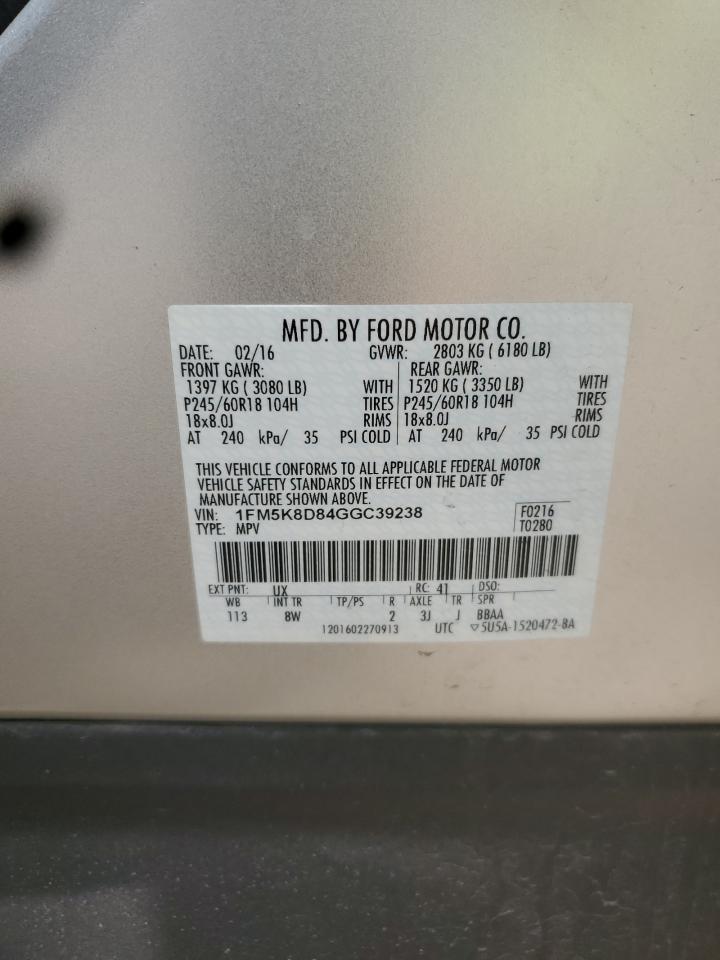 MFD. BY FORD MOTOR CO.
DATE: 02/16 GVWR: 2803 KG ( 6180 LB)
FRONT GAWR: REAR GAWR:
1397 KG ( 3080 LB) WITH 1520 KG ( 3350 LB) WITH
P245/60R18 104H TIRES P245/60R18 104H TIRES
18x8.0J RIMS 18x8.0J RIMS
AT 240 kPa/ 35 PSI COLD AT 240 kPa/ 35 PSI COLD
THIS VEHICLE CONFORMS TO ALL APPLICABLE FEDERAL MOTOR
VEHICLE SAFETY STANDARDS IN EFFECT ON THE DATE OF
MANUFACTURE SHOWN ABOVE.
VIN: 1FM5K8D84GGC39238 F0216
TYPE: MPV T0280
EXT PNT: UX RC: 41 DSO:
WB INT TR TP/PS R AXLE TR SPR
113 8W 2 3J J BBAA
1201602270913 UTC ▽5U5A-1520472-BA